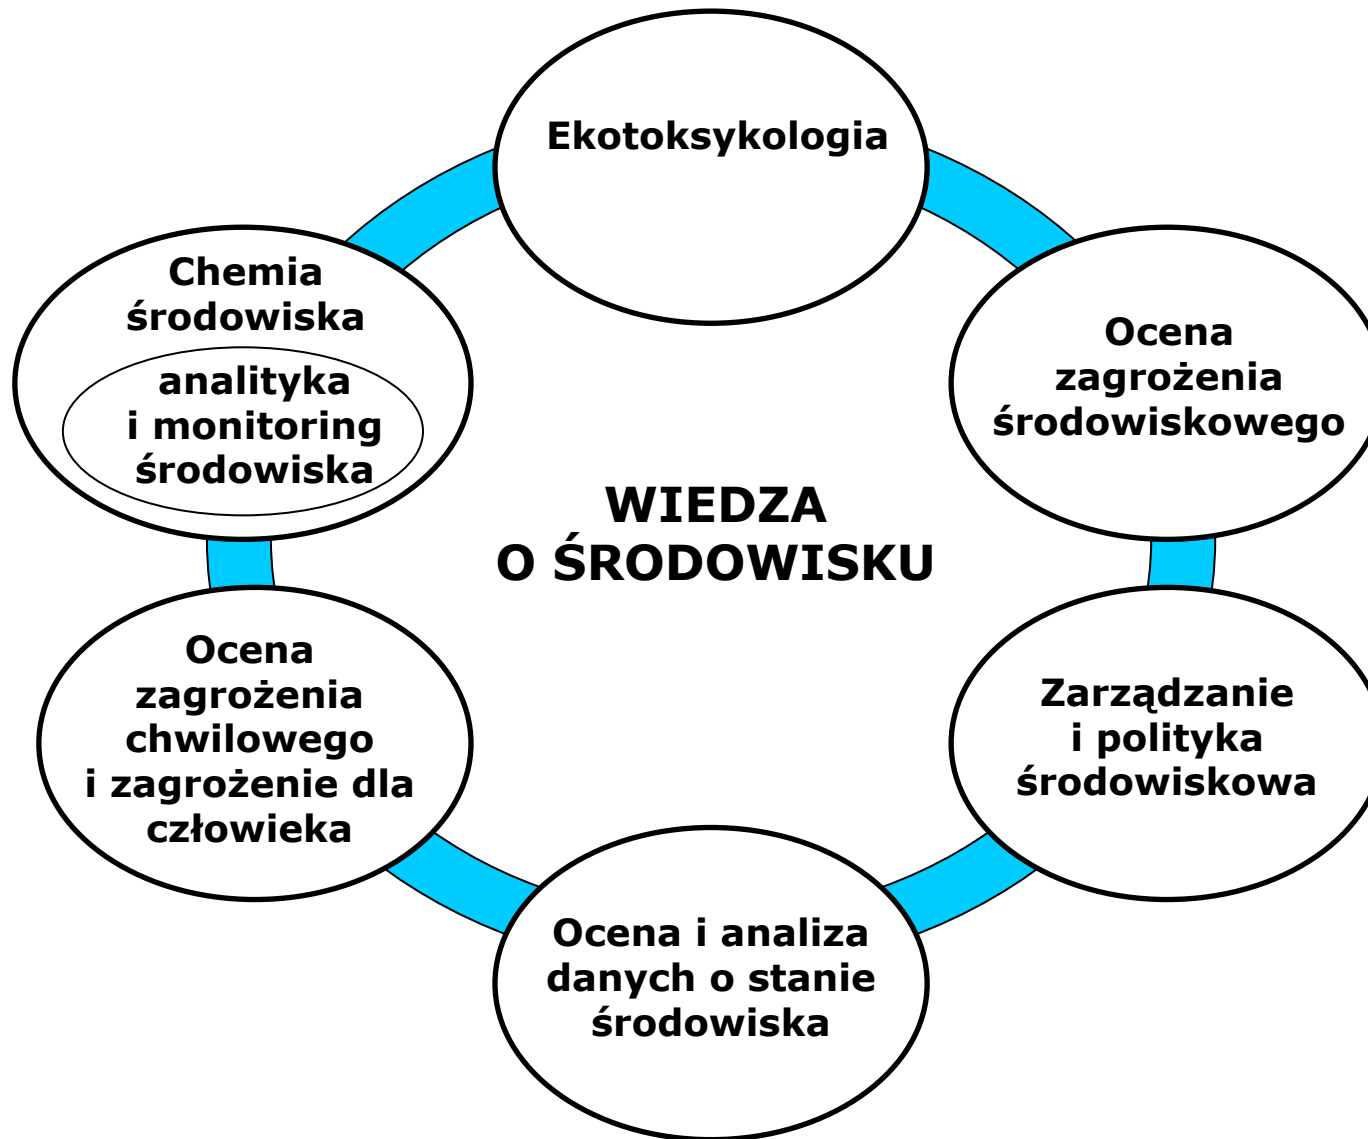 Ekotoksykologia
Chemia
środowiska
analityka
i monitoring
środowiska
Ocena
zagrożenia
środowiskowego
WIEDZA
O ŚRODOWISKU
Ocena
zagrożenia
chwilowego
i zagrożenie dla
człowieka
Zarządzanie
i polityka
środowiskowa
Ocena i analiza
danych o stanie
środowiska